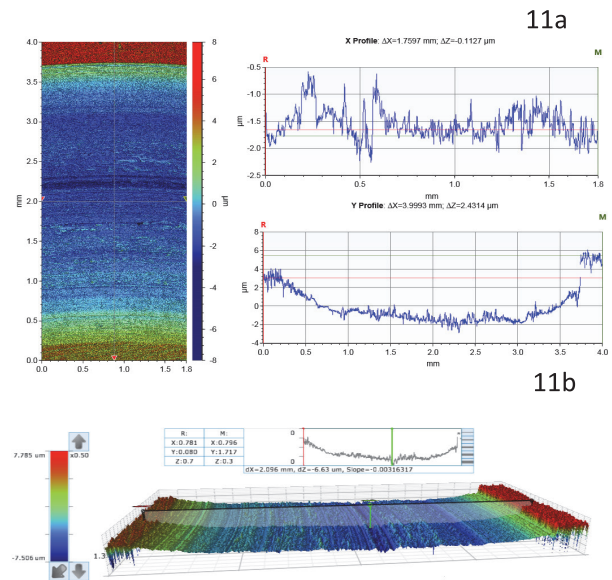 11a
X Profile: ΔX=1.7597 mm; ΔZ=-0.1127 µm
R
M
-0.5
-1.0
-1.5
-2.0
-2.5
µm
0.0 0.5 1.0 1.5 1.8
mm
Y Profile: ΔX=3.9993 mm; ΔZ=2.4314 µm
R
M
8
6
4
2
0
-2
-4
µm
0.0 0.5 1.0 1.5 2.0 2.5 3.0 3.5 4.0
mm
4.0
3.5
3.0
2.5
2.0
1.5
1.0
0.5
0.0
mm
0.0 0.5 1.0 1.8
mm
8
6
4
2
0
-2
-4
-6
-8
µm
11b
7.785 um
x0.50
-7.506 um
R: M:
X:0.781 X:0.796
Y:0.080 Y:1.717
Z:0.7 Z:0.3
0
0
dX=2.096 mm, dZ=-6.63 um, Slope=-0.00316317
1.3